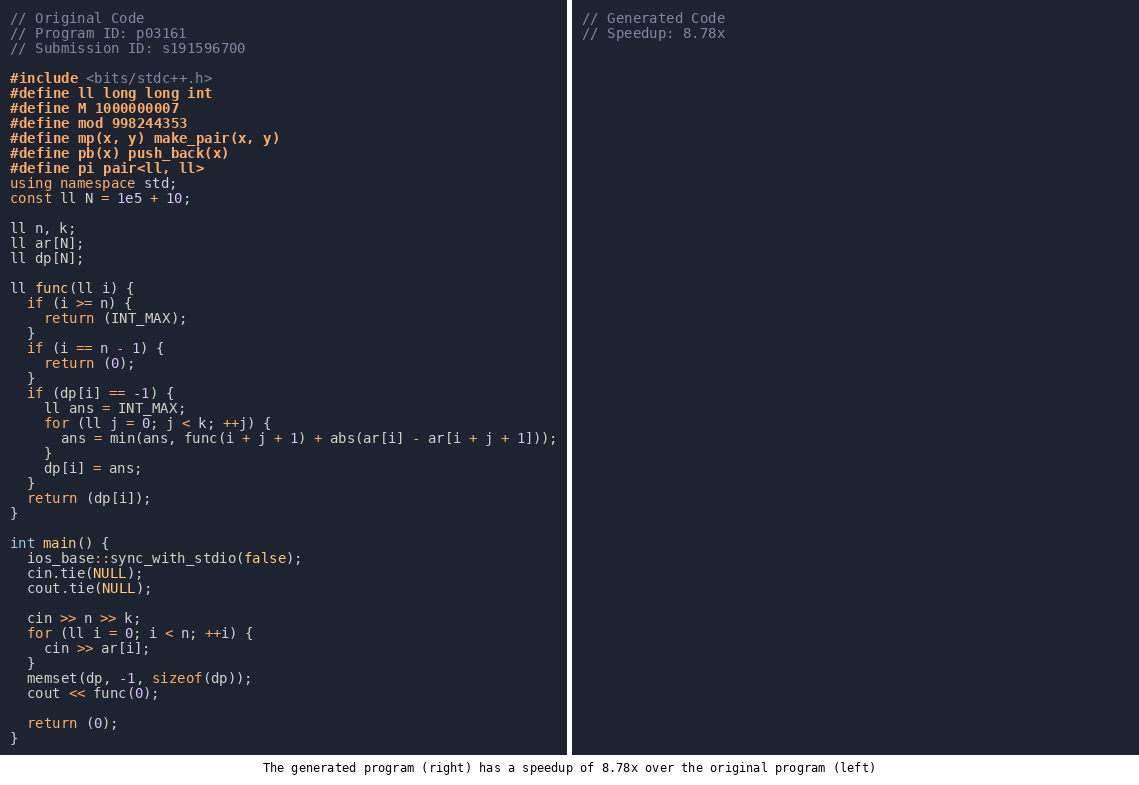 // Original Code
// Program ID: p03161
// Submission ID: s191596700

#include <bits/stdc++.h>
#define ll long long int
#define M 1000000007
#define mod 998244353
#define mp(x, y) make_pair(x, y)
#define pb(x) push_back(x)
#define pi pair<ll, ll>
using namespace std;
const ll N = 1e5 + 10;

ll n, k;
ll ar[N];
ll dp[N];

ll func(ll i) {
  if (i >= n) {
    return (INT_MAX);
  }
  if (i == n - 1) {
    return (0);
  }
  if (dp[i] == -1) {
    ll ans = INT_MAX;
    for (ll j = 0; j < k; ++j) {
      ans = min(ans, func(i + j + 1) + abs(ar[i] - ar[i + j + 1]));
    }
    dp[i] = ans;
  }
  return (dp[i]);
}

int main() {
  ios_base::sync_with_stdio(false);
  cin.tie(NULL);
  cout.tie(NULL);

  cin >> n >> k;
  for (ll i = 0; i < n; ++i) {
    cin >> ar[i];
  }
  memset(dp, -1, sizeof(dp));
  cout << func(0);

  return (0);
}
// Generated Code
// Speedup: 8.78x
The generated program (right) has a speedup of 8.78x over the original program (left)